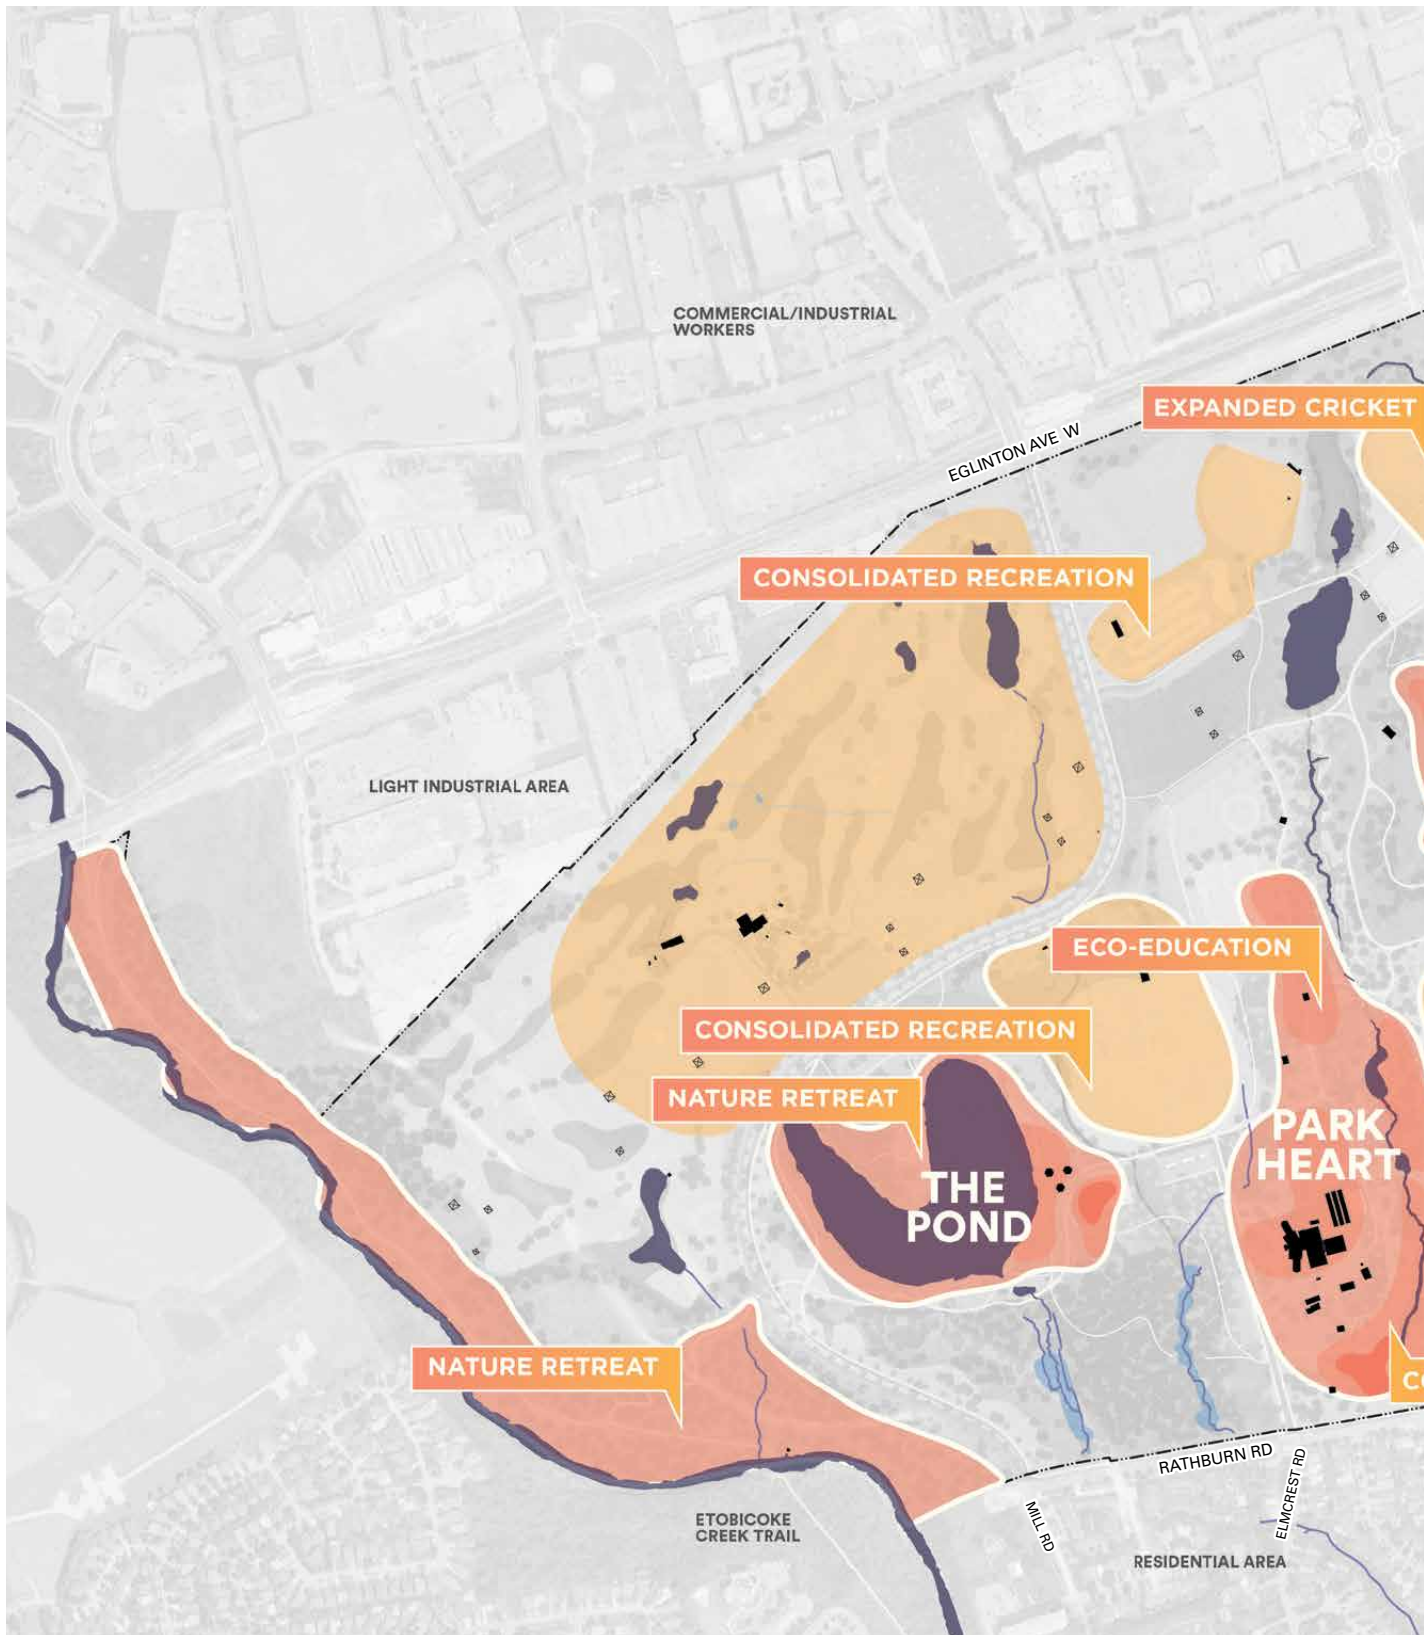 COMMERCIAL/INDUSTRIAL
WORKERS
EXPANDED CRICKET
EGLINTON AVE W
CONSOLIDATED RECREATION
LIGHT INDUSTRIAL AREA
ECO-EDUCATION
CONSOLIDATED RECREATION
NATURE RETREAT
PARK
HEART
THE
POND
NATURE RETREAT
CO
RATHBURN RD
ELMCREST RD
MILL RD
ETOBICOKE
CREEK TRAIL
RESIDENTIAL AREA